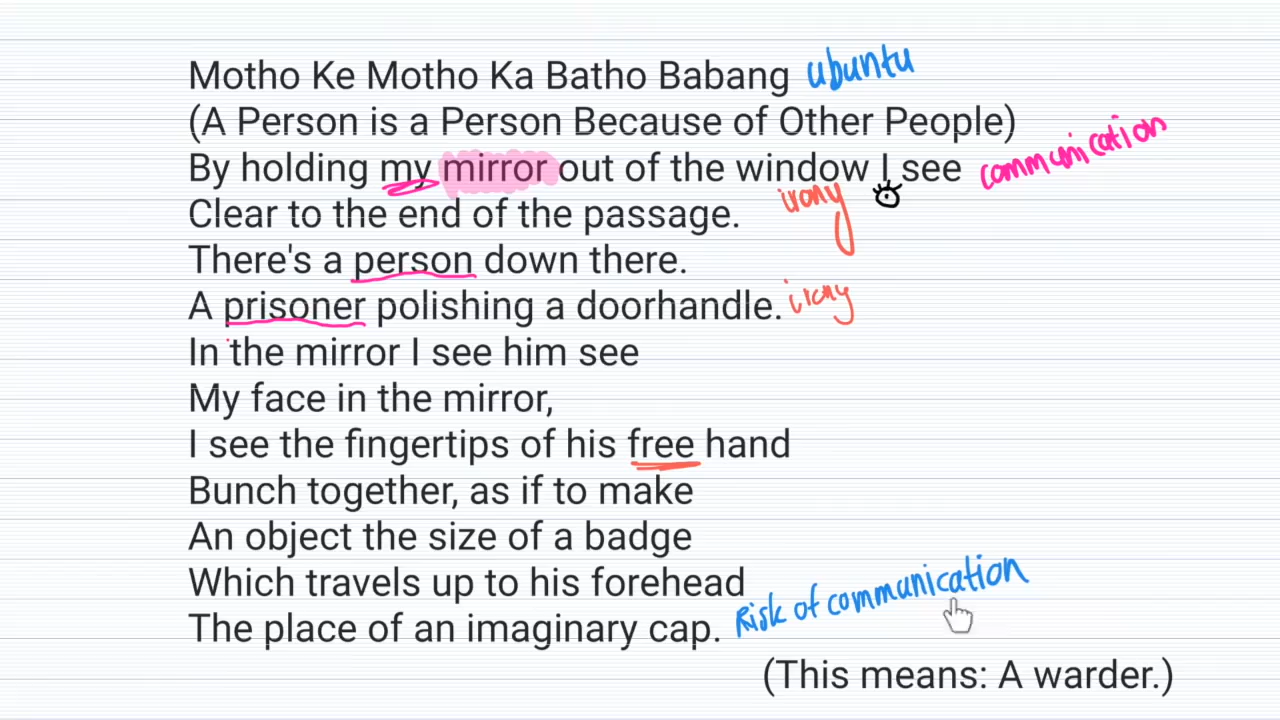 Motho Ke Motho Ka Batho Babang ubuntu
(A Person is a Person Because of Other People)
By holding my mirror out of the window I see communication
Clear to the end of the passage. irony
There's a person down there.
A prisoner polishing a doorhandle. irony
In the mirror I see him see
My face in the mirror,
I see the fingertips of his free hand
Bunch together, as if to make
An object the size of a badge
Which travels up to his forehead
The place of an imaginary cap. Risk of communication
(This means: A warder.)